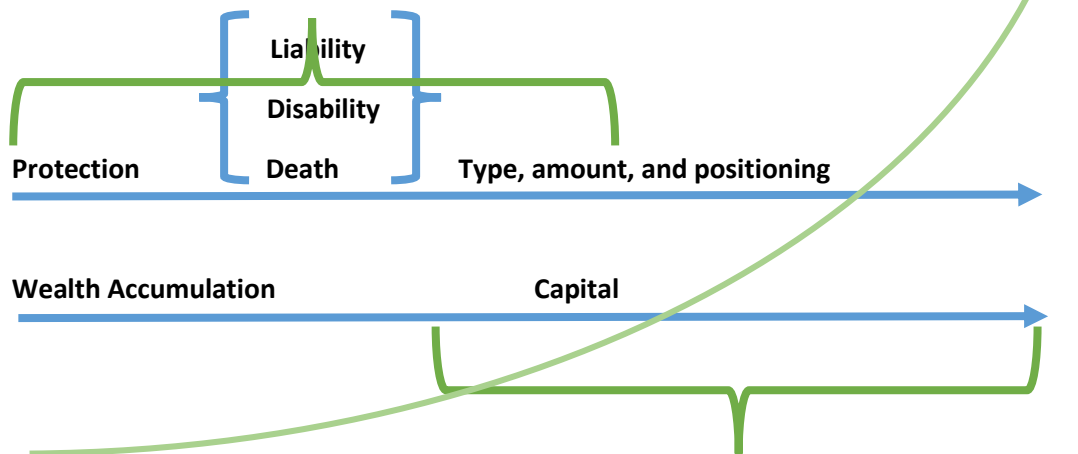 Liability
Disability
Protection Death Type, amount, and positioning
Wealth Accumulation Capital